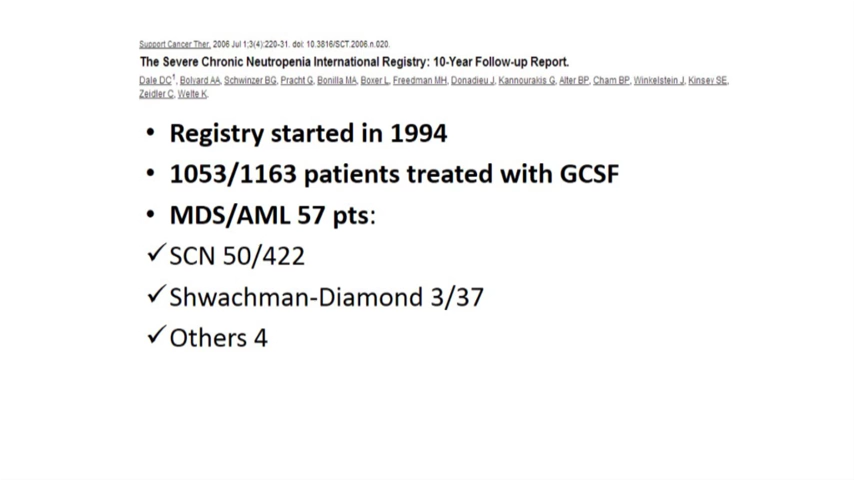 Support Cancer Ther. 2006 Jul 1;3(4):220-31. doi: 10.3816/SCT.2006.n.020.
The Severe Chronic Neutropenia International Registry: 10-Year Follow-up Report.
Dale DC1, Bolyard AA, Schwinzer BG, Pracht G, Bonilla MA, Boxer L, Freedman MH, Donadieu J, Kannourakis G, Alter BP, Cham BP, Winkelstein J, Kinsey SE,
Zeidler C, Welte K.
• Registry started in 1994
• 1053/1163 patients treated with GCSF
• MDS/AML 57 pts:
✓ SCN 50/422
✓ Shwachman-Diamond 3/37
✓ Others 4